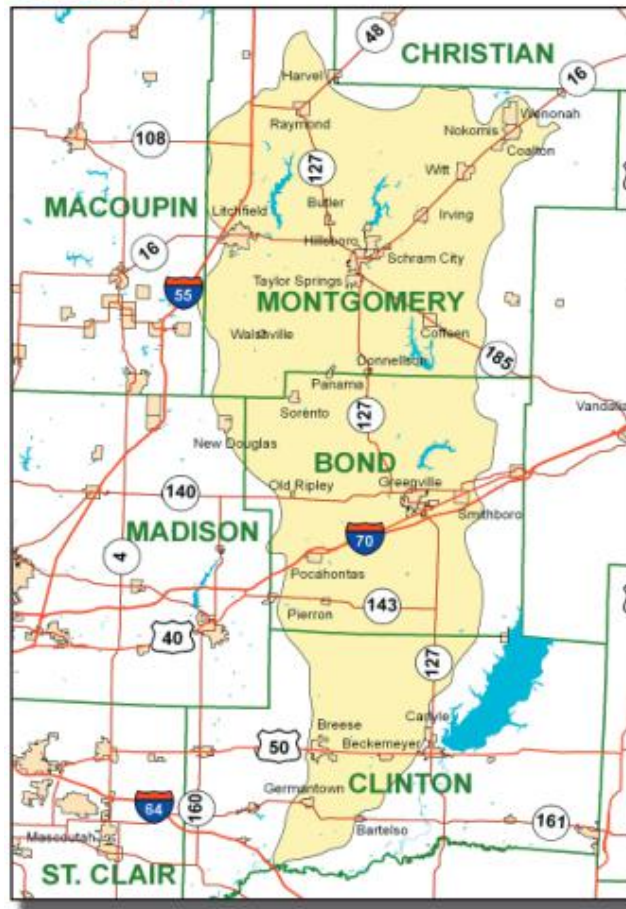 48
CHRISTIAN
Harvel
16
Wenonah
Raymond
Nokomis
Coalton
108
127
Witt
MACOUPIN
Butler
Litchfield
Irving
Hillsboro
16
Schram City
Taylor Springs
55
MONTGOMERY
Walshville
Coffeen
Donnellson
185
Panama
Sorento
127
Vandalia
New Douglas
BOND
Old Ripley
Greenville
140
Smithboro
MADISON
70
4
Pocahontas
Pierron
143
40
127
Carlyle
Breese
50
Beckemeyer
CLINTON
Germantown
64
160
161
Mascoutah
Bartelso
ST. CLAIR